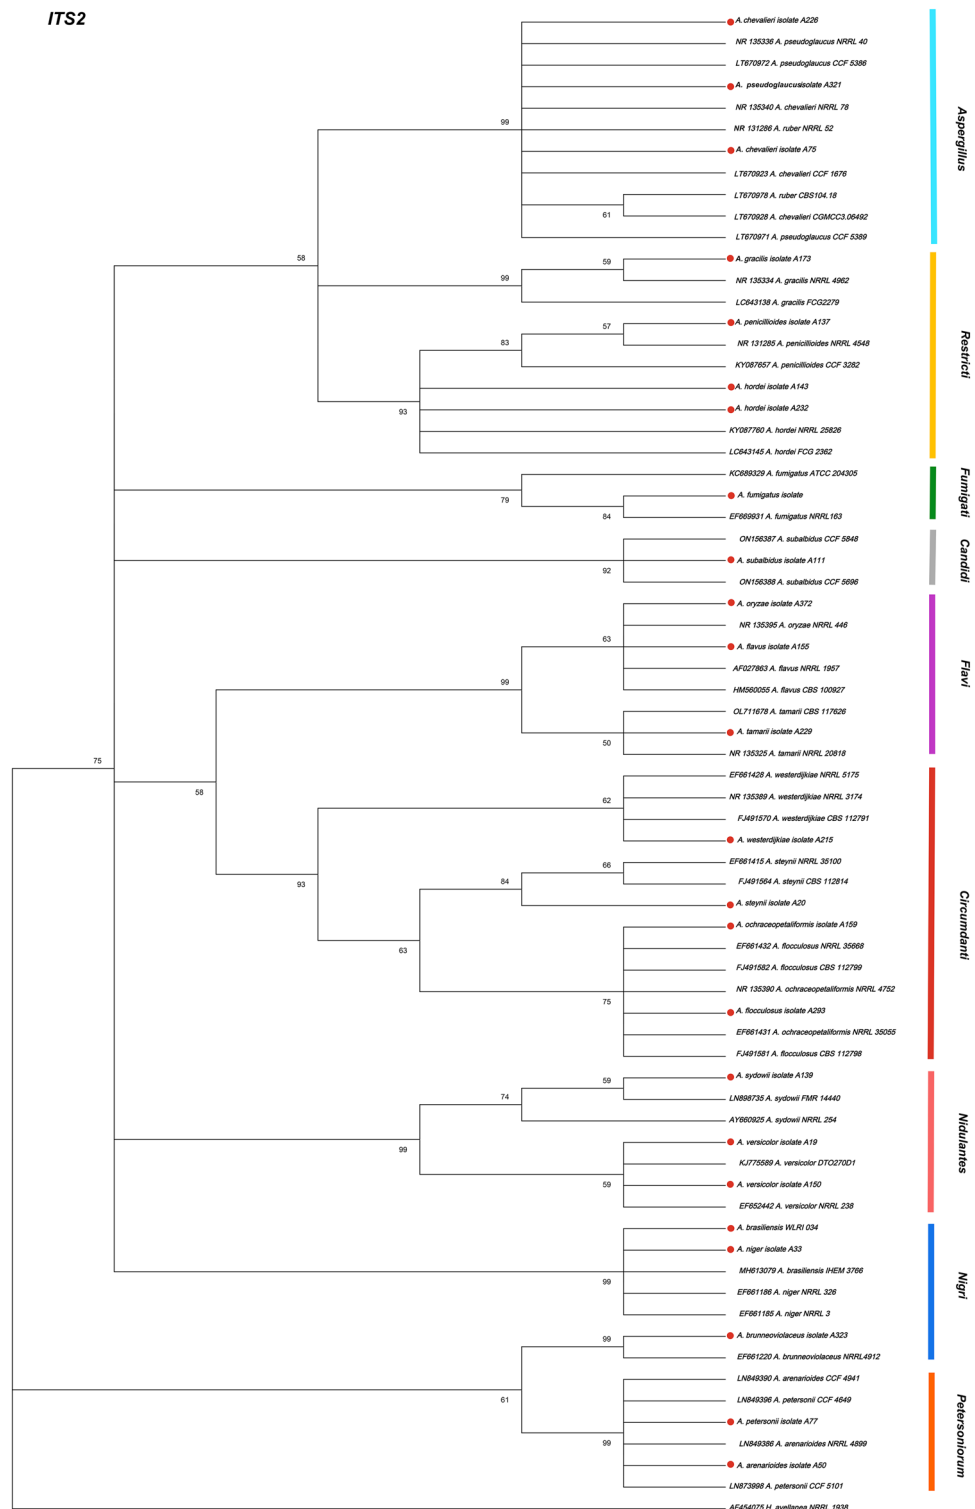 ITS2
A. chevalieri isolate A226
NR 135336 A. pseudoglaucus NRRL 40
LT670972 A. pseudoglaucus CCF 5386
A. pseudoglaucusisolate A321
99
NR 135340 A. chevalieri NRRL 78
NR 131286 A. ruber NRRL 52
A. chevalieri isolate A75
LT670923 A. chevalieri CCF 1676
LT670978 A. ruber CBS104.18
61
LT670928 A. chevalieri CGMCC3.06492
LT670971 A. pseudoglaucus CCF 5389
Aspergillus
58
A. gracilis isolate A173
59
99
NR 135334 A. gracilis NRRL 4962
LC643138 A. gracilis FCG2279
A. penicillioides isolate A137
57
83
NR 131285 A. penicillioides NRRL 4548
KY087657 A. penicillioides CCF 3282
A. hordei isolate A143
93
A. hordei isolate A232
KY087760 A. hordei NRRL 25826
LC643145 A. hordei FCG 2362
Restricti
KC689329 A. fumigatus ATCC 204305
79
A. fumigatus isolate
84
EF669931 A. fumigatus NRRL163
Fumigati
ON156387 A. subalbidus CCF 5848
A. subalbidus isolate A111
92
ON156388 A. subalbidus CCF 5696
Candidi
A. oryzae isolate A372
NR 135395 A. oryzae NRRL 446
63
A. flavus isolate A155
AF027863 A. flavus NRRL 1957
99
HM560055 A. flavus CBS 100927
OL711678 A. tamarii CBS 117626
A. tamarii isolate A229
50
NR 135325 A. tamarii NRRL 20818
Flavi
75
58
EF661428 A. westerdijkiae NRRL 5175
62
NR 135389 A. westerdijkiae NRRL 3174
FJ491570 A. westerdijkiae CBS 112791
A. westerdijkiae isolate A215
93
EF661415 A. steynii NRRL 35100
66
84
FJ491564 A. steynii CBS 112814
A. steynii isolate A20
63
A. ochraceopetaliformis isolate A159
EF661432 A. flocculosus NRRL 35668
FJ491582 A. flocculosus CBS 112799
NR 135390 A. ochraceopetaliformis NRRL 4752
75
A. flocculosus isolate A293
EF661431 A. ochraceopetaliformis NRRL 35055
FJ491581 A. flocculosus CBS 112798
Circumdanti
A. sydowii isolate A139
59
74
LN898735 A. sydowii FMR 14440
AY660925 A. sydowii NRRL 254
99
A. versicolor isolate A19
KJ775589 A. versicolor DTO270D1
59
A. versicolor isolate A150
EF652442 A. versicolor NRRL 238
Nidulantes
A. brasiliensis WLRI 034
A. niger isolate A33
MH613079 A. brasiliensis IHEM 3766
99
EF661186 A. niger NRRL 326
EF661185 A. niger NRRL 3
A. brunneoviolaceus isolate A323
99
EF661220 A. brunneoviolaceus NRRL4912
Nigri
61
LN849390 A. arenarioides CCF 4941
LN849396 A. petersonii CCF 4649
A. petersonii isolate A77
99
LN849386 A. arenarioides NRRL 4899
A. arenarioides isolate A50
LN873998 A. petersonii CCF 5101
Petersoniorum
AF454075 H. avellanea NRRL 1938